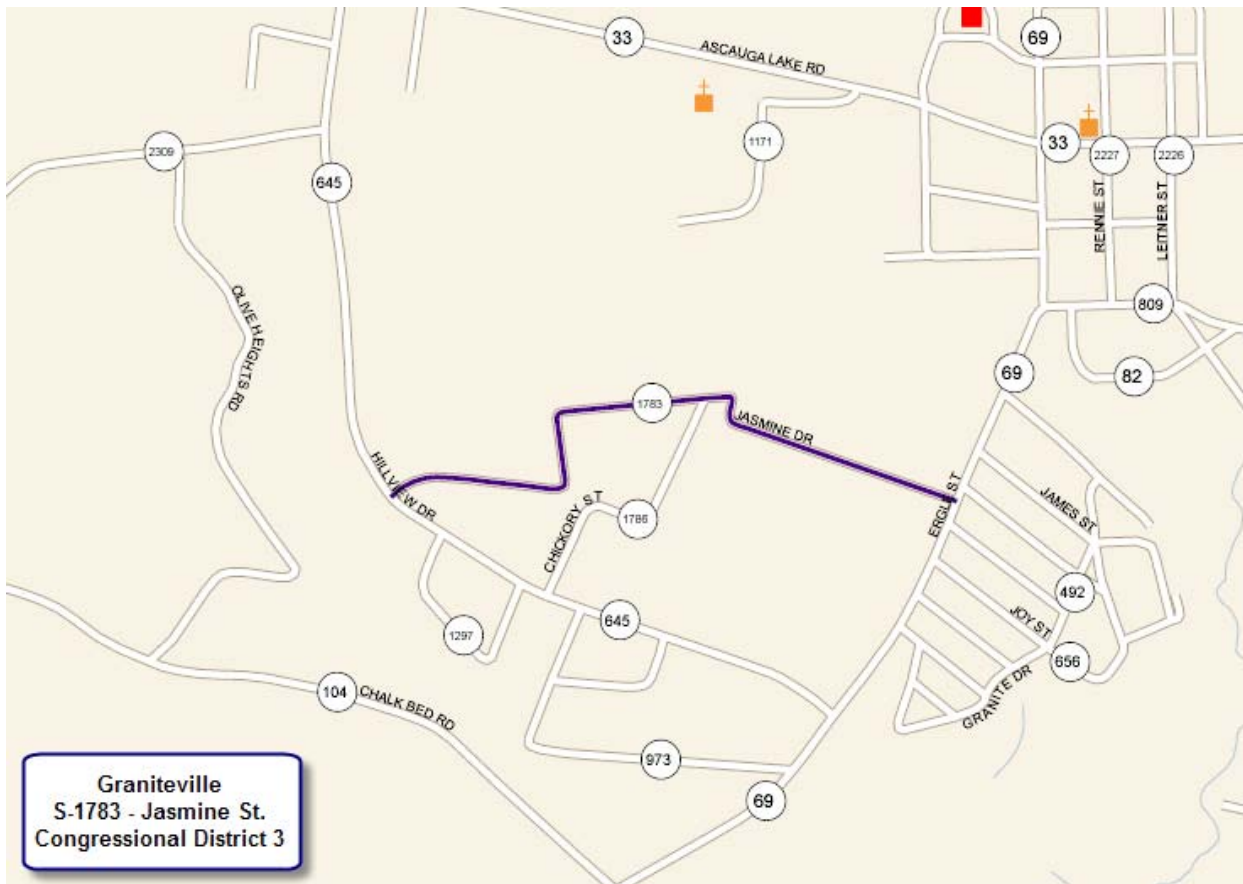 33
69
ASCAUGA LAKE RD
1171
33
2309
645
2227
2226
RENNIE ST
LEITNER ST
OLIVE HEIGHTS RD
809
69
82
1783
JASMINE DR
HILLVIEW DR
CHICKORY ST
1786
ERGLE ST
JAMES ST
492
645
1297
JOY ST
656
GRANITE DR
104
CHALK BED RD
973
69
Graniteville
S-1783 - Jasmine St.
Congressional District 3